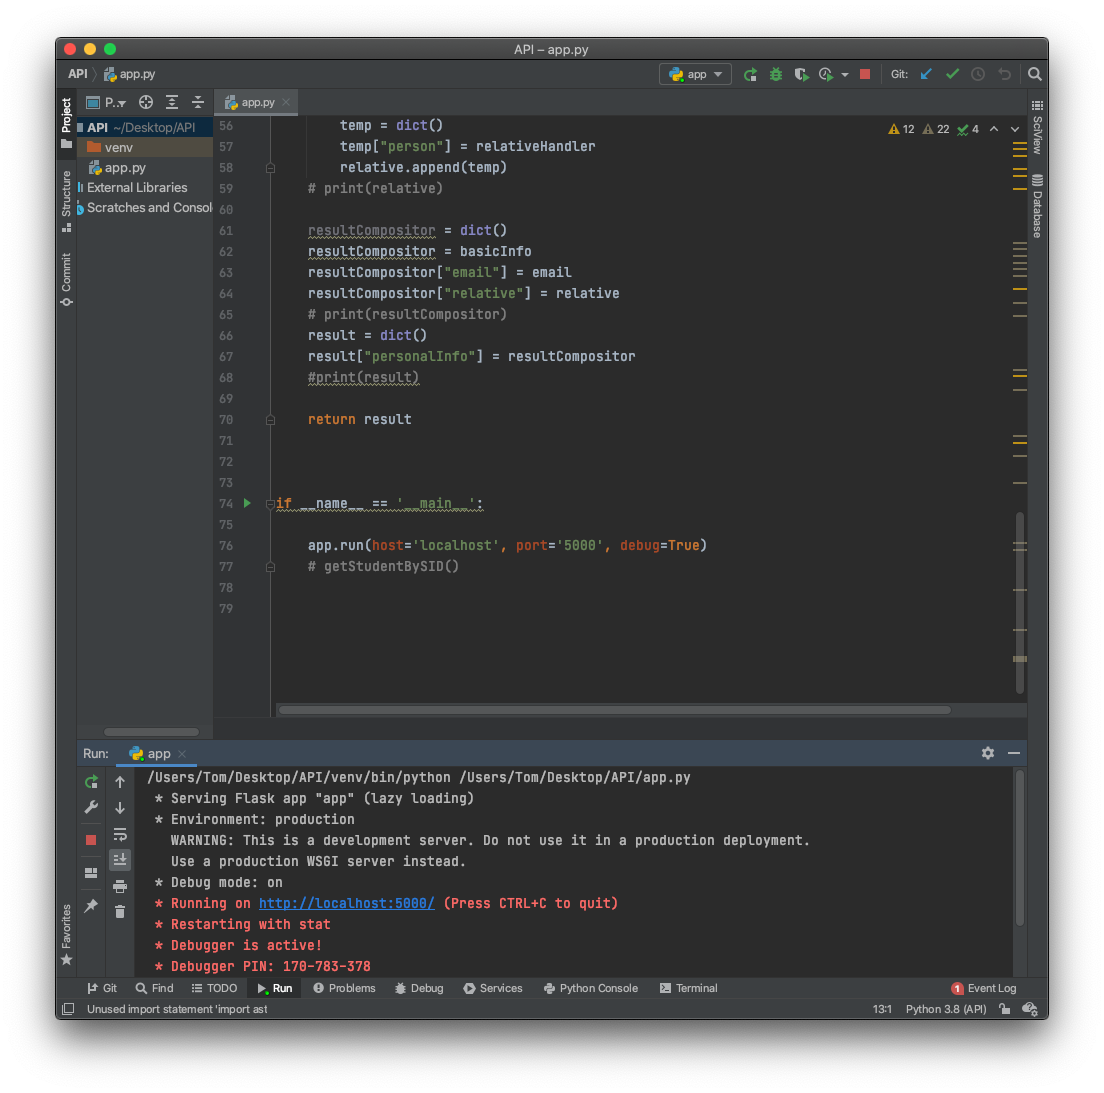 API – app.py
API app.py
app
Git:
Project
P..
app.py
API ~/Desktop/API
venv
app.py
External Libraries
Scratches and Consol
Structure
Commit
Favorites
12 22 4
SciView
Database
56 temp = dict()
57 temp["person"] = relativeHandler
58 relative.append(temp)
59 # print(relative)
60
61 resultCompositor = dict()
62 resultCompositor = basicInfo
63 resultCompositor["email"] = email
64 resultCompositor["relative"] = relative
65 # print(resultCompositor)
66 result = dict()
67 result["personalInfo"] = resultCompositor
68 #print(result)
69
70 return result
71
72
73
74 if __name__ == '__main__':
75
76 app.run(host='localhost', port='5000', debug=True)
77 # getStudentBySID()
78
79
Run: app
/Users/Tom/Desktop/API/venv/bin/python /Users/Tom/Desktop/API/app.py
* Serving Flask app "app" (lazy loading)
* Environment: production
WARNING: This is a development server. Do not use it in a production deployment.
Use a production WSGI server instead.
* Debug mode: on
* Running on http://localhost:5000/ (Press CTRL+C to quit)
* Restarting with stat
* Debugger is active!
* Debugger PIN: 170-783-378
Git Find TODO Run Problems Debug Services Python Console Terminal 1 Event Log
Unused import statement 'import ast 13:1 Python 3.8 (API)